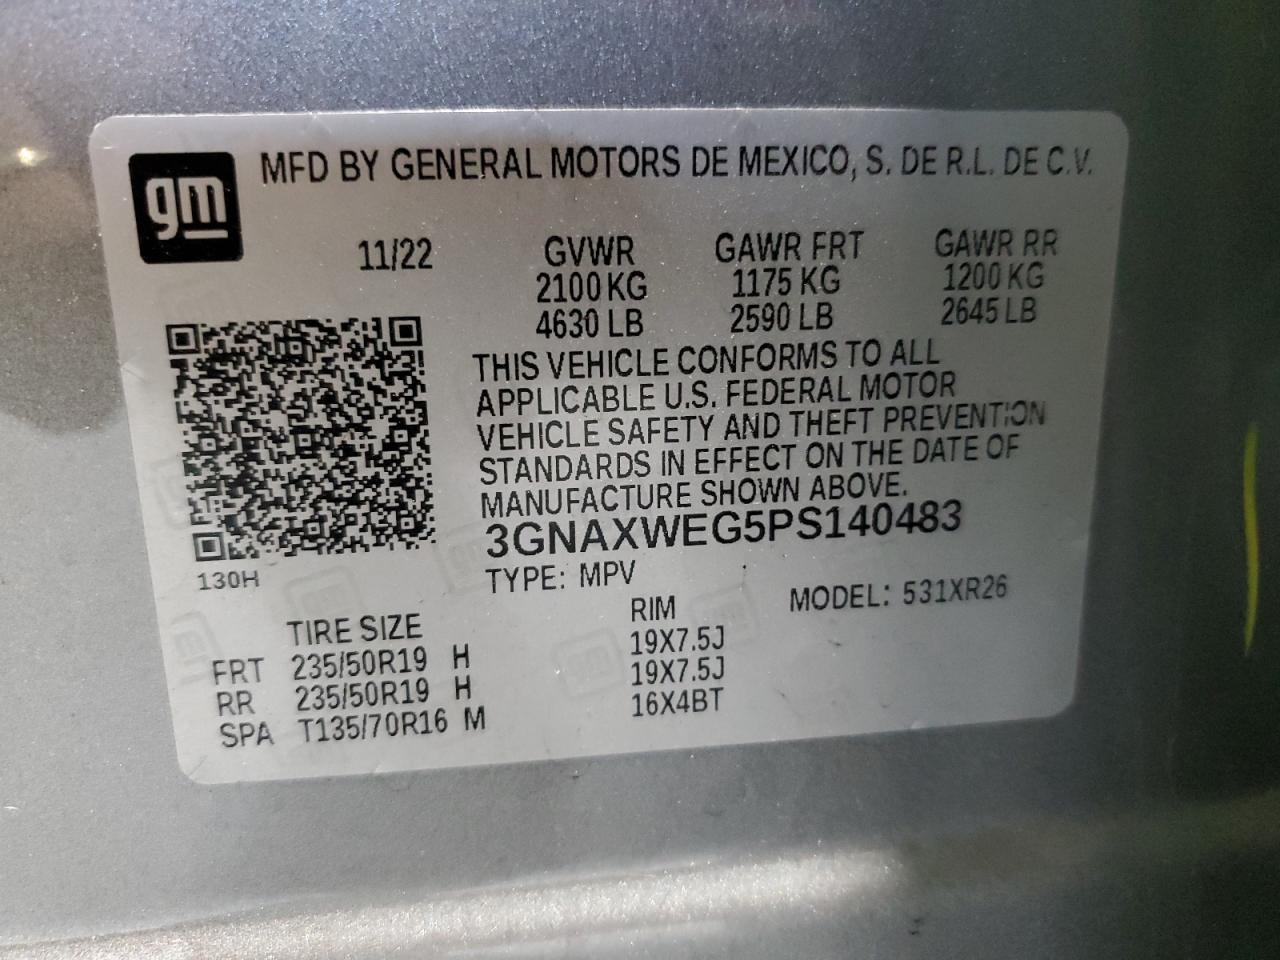 gm
MFD BY GENERAL MOTORS DE MEXICO, S. DE R.L. DE C.V.
11/22 GVWR GAWR FRT GAWR RR
2100 KG 1175 KG 1200 KG
4630 LB 2590 LB 2645 LB
THIS VEHICLE CONFORMS TO ALL
APPLICABLE U.S. FEDERAL MOTOR
VEHICLE SAFETY AND THEFT PREVENTION
STANDARDS IN EFFECT ON THE DATE OF
MANUFACTURE SHOWN ABOVE.
3GNAXWEG5PS140483
130H
TYPE: MPV MODEL: 531XR26
TIRE SIZE RIM
FRT 235/50R19 H 19X7.5J
RR 235/50R19 H 19X7.5J
SPA T135/70R16 M 16X4BT